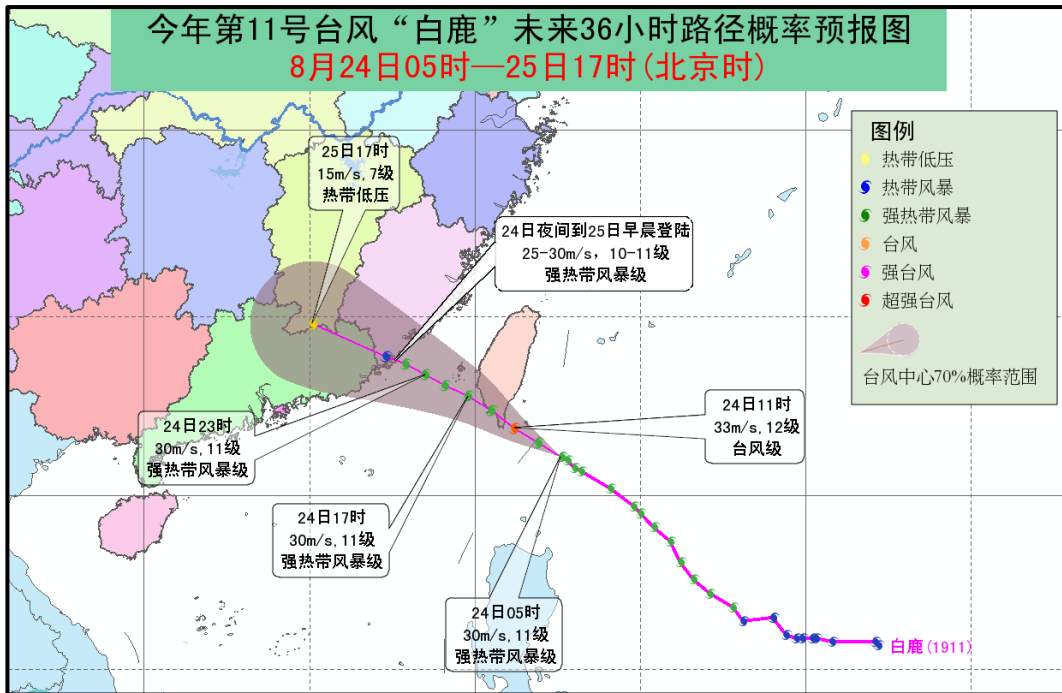 今年第11号台风“白鹿”未来36小时路径概率预报图
8月24日05时—25日17时(北京时)
图例
热带低压
热带风暴
强热带风暴
台风
强台风
超强台风
台风中心70%概率范围
25日17时
15m/s,7级
热带低压
24日夜间到25日早晨登陆
25-30m/s，10-11级
强热带风暴级
24日11时
33m/s,12级
台风级
24日23时
30m/s,11级
强热带风暴级
24日17时
30m/s,11级
强热带风暴级
24日05时
30m/s,11级
强热带风暴级
白鹿(1911)